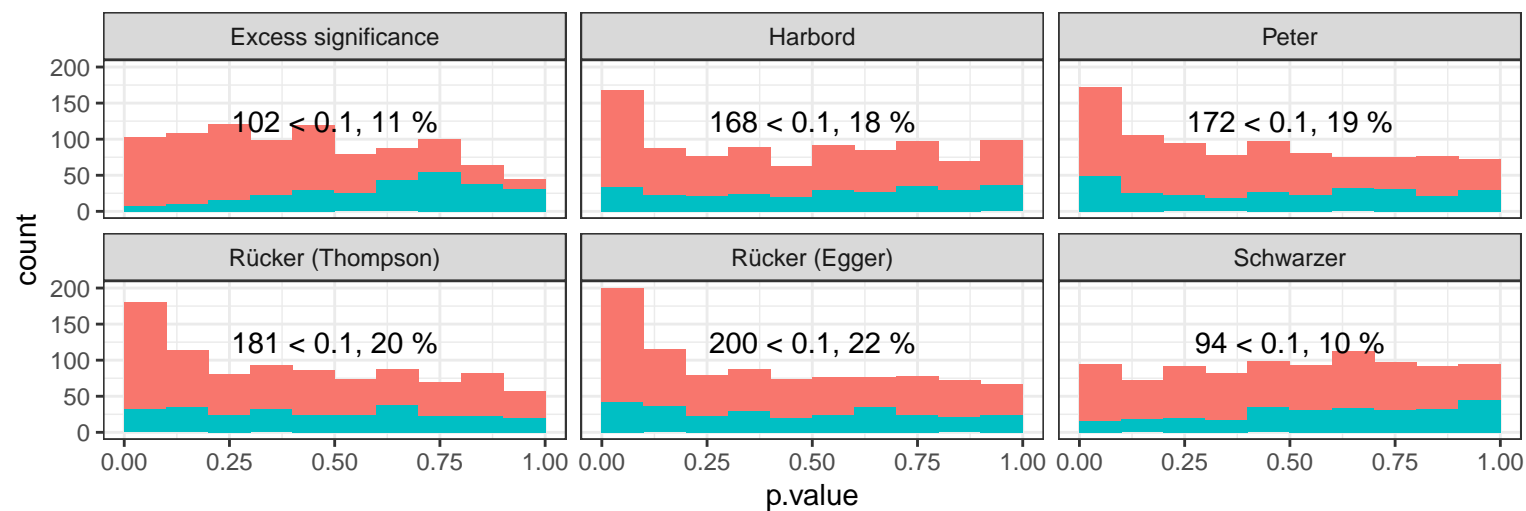 Excess significance
Harbord
Peter
200
150
100
50
0
102 < 0.1, 11 %
168 < 0.1, 18 %
172 < 0.1, 19 %
count
Rücker (Thompson)
Rücker (Egger)
Schwarzer
200
150
100
50
0
181 < 0.1, 20 %
200 < 0.1, 22 %
94 < 0.1, 10 %
0.00 0.25 0.50 0.75 1.00
0.00 0.25 0.50 0.75 1.00
0.00 0.25 0.50 0.75 1.00
p.value